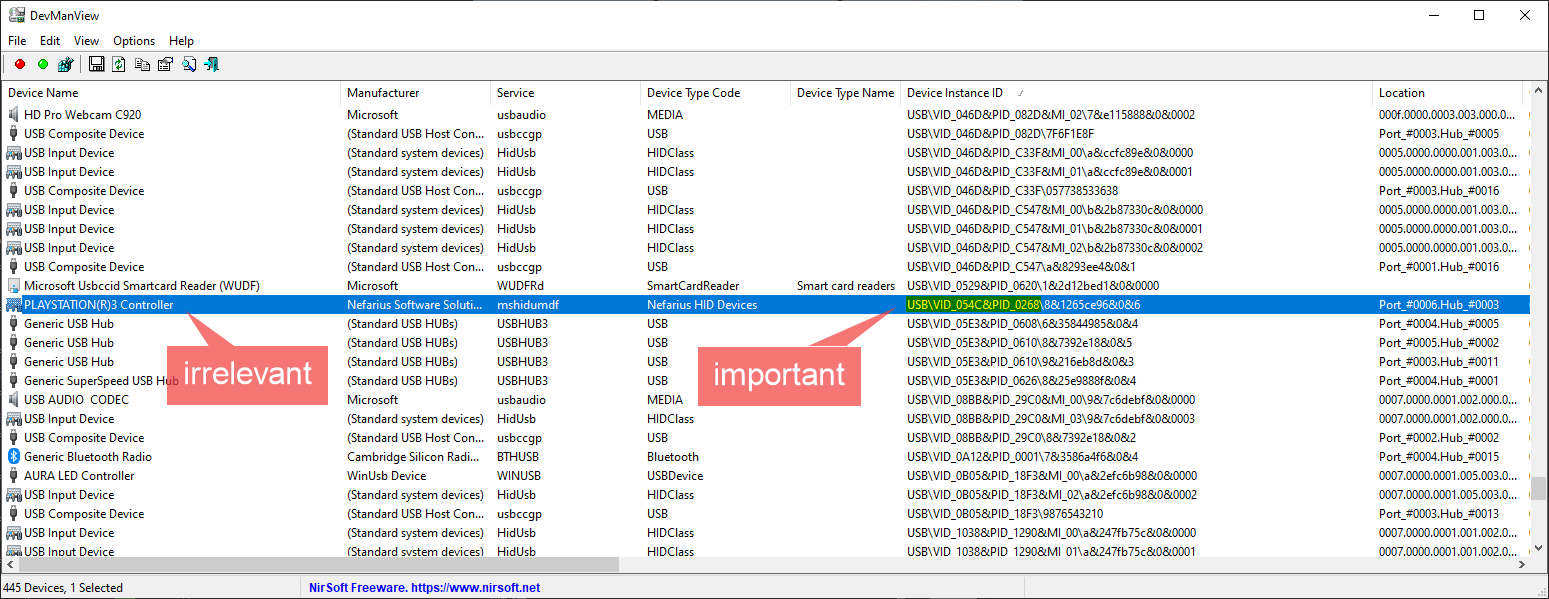 DevManView
File Edit View Options Help
Device Name Manufacturer Service Device Type Code Device Type Name Device Instance ID Location
HD Pro Webcam C920 Microsoft usbaudio MEDIA USB\VID_046D&PID_082D&MI_02\7&e115888&0&0002 000f.0000.0003.003.000.0...
USB Composite Device (Standard USB Host Con... usbccgp USB USB\VID_046D&PID_082D\7F6F1E8F Port_#0003.Hub_#0005
USB Input Device (Standard system devices) HidUsb HIDClass USB\VID_046D&PID_C33F&MI_00\a&ccfc89e&0&0000 0005.0000.0000.001.003.0...
USB Input Device (Standard system devices) HidUsb HIDClass USB\VID_046D&PID_C33F&MI_01\a&ccfc89e&0&0001 0005.0000.0000.001.003.0...
USB Composite Device (Standard USB Host Con... usbccgp USB USB\VID_046D&PID_C33F\057738533638 Port_#0003.Hub_#0016
USB Input Device (Standard system devices) HidUsb HIDClass USB\VID_046D&PID_C547&MI_00\b&2b87330c&0&0000 0005.0000.0000.001.003.0...
USB Input Device (Standard system devices) HidUsb HIDClass USB\VID_046D&PID_C547&MI_01\b&2b87330c&0&0001 0005.0000.0000.001.003.0...
USB Input Device (Standard system devices) HidUsb HIDClass USB\VID_046D&PID_C547&MI_02\b&2b87330c&0&0002 0005.0000.0000.001.003.0...
USB Composite Device (Standard USB Host Con... usbccgp USB USB\VID_046D&PID_C547\a&8293ee4&0&1 Port_#0001.Hub_#0016
Microsoft Usbccid Smartcard Reader (WUDF) Microsoft WUDFRd SmartCardReader Smart card readers USB\VID_0529&PID_0620\1&2d12bed1&0&0000
PLAYSTATION(R)3 Controller Nefarius Software Soluti... mshidumdf Nefarius HID Devices USB\VID_054C&PID_0268\8&1265ce96&0&6 Port_#0006.Hub_#0003
Generic USB Hub (Standard USB HUBs) USBHUB3 USB USB\VID_05E3&PID_0608\6&35844985&0&4 Port_#0004.Hub_#0005
Generic USB Hub (Standard USB HUBs) USBHUB3 USB USB\VID_05E3&PID_0610\8&7392e18&0&5 Port_#0005.Hub_#0002
Generic USB Hub (Standard USB HUBs) USBHUB3 USB USB\VID_05E3&PID_0610\9&216eb8d&0&3 Port_#0003.Hub_#0011
irrelevant
important
Generic SuperSpeed USB Hub (Standard USB HUBs) USBHUB3 USB USB\VID_05E3&PID_0626\8&25e9888f&0&4 Port_#0004.Hub_#0001
USB AUDIO CODEC Microsoft usbaudio MEDIA USB\VID_08BB&PID_29C0&MI_00\9&7c6debf&0&0000 0007.0000.0001.002.000.0...
USB Input Device (Standard system devices) HidUsb HIDClass USB\VID_08BB&PID_29C0&MI_03\9&7c6debf&0&0003 0007.0000.0001.002.000.0...
USB Composite Device (Standard USB Host Con... usbccgp USB USB\VID_08BB&PID_29C0\8&7392e18&0&2 Port_#0002.Hub_#0002
Generic Bluetooth Radio Cambridge Silicon Radi... BTHUSB Bluetooth USB\VID_0A12&PID_0001\7&3586a4f6&0&4 Port_#0004.Hub_#0015
AURA LED Controller WinUsb Device WINUSB USBDevice USB\VID_0B05&PID_18F3&MI_00\a&2efc6b98&0&0000 0007.0000.0001.005.003.0...
USB Input Device (Standard system devices) HidUsb HIDClass USB\VID_0B05&PID_18F3&MI_02\a&2efc6b98&0&0002 0007.0000.0001.005.003.0...
USB Composite Device (Standard USB Host Con... usbccgp USB USB\VID_0B05&PID_18F3\9876543210 Port_#0003.Hub_#0013
USB Input Device (Standard system devices) HidUsb HIDClass USB\VID_1038&PID_1290&MI_00\a&247fb75c&0&0000 0007.0000.0001.001.002.0...
USB Input Device (Standard system devices) HidUsb HIDClass USB\VID_1038&PID_1290&MI_01\a&247fb75c&0&0001 0007.0000.0001.001.002.0...
445 Devices, 1 Selected NirSoft Freeware. https://www.nirsoft.net